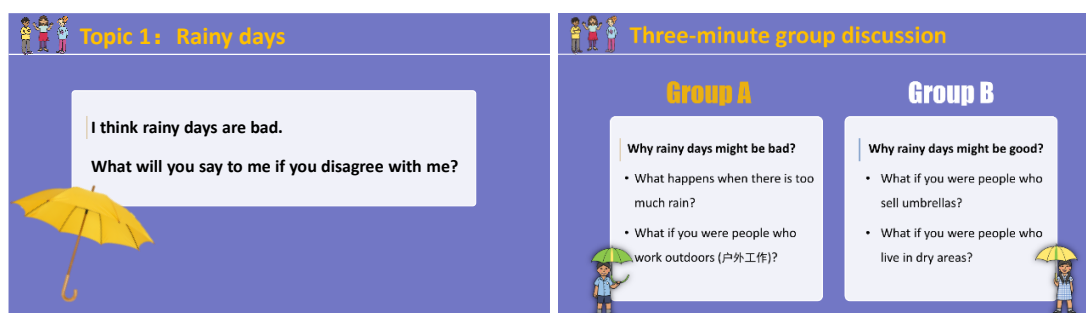 Topic 1：Rainy days
I think rainy days are bad.
What will you say to me if you disagree with me?
Three-minute group discussion
Group A
Why rainy days might be bad?
• What happens when there is too
much rain?
• What if you were people who
work outdoors (户外工作)?
Group B
Why rainy days might be good?
• What if you were people who
sell umbrellas?
• What if you were people who
live in dry areas?